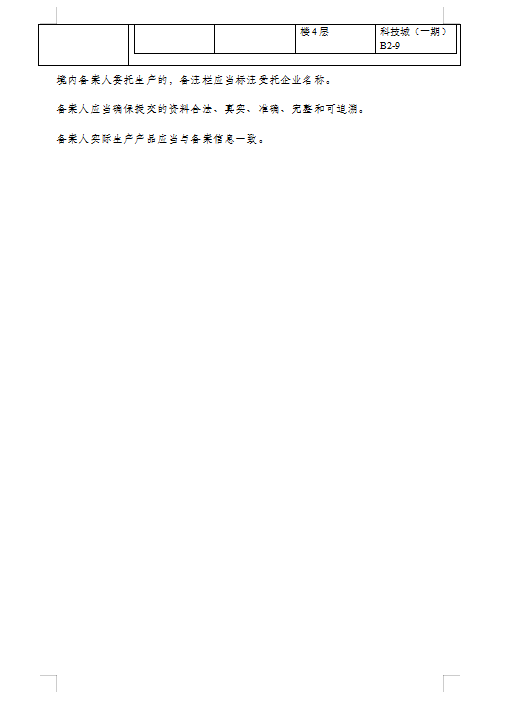 楼4层
科技城（一期）
B2-9
境内备案人委托生产的，备注栏应当标注受托企业名称。
备案人应当确保提交的资料合法、真实、准确、完整和可追溯。
备案人实际生产产品应当与备案信息一致。